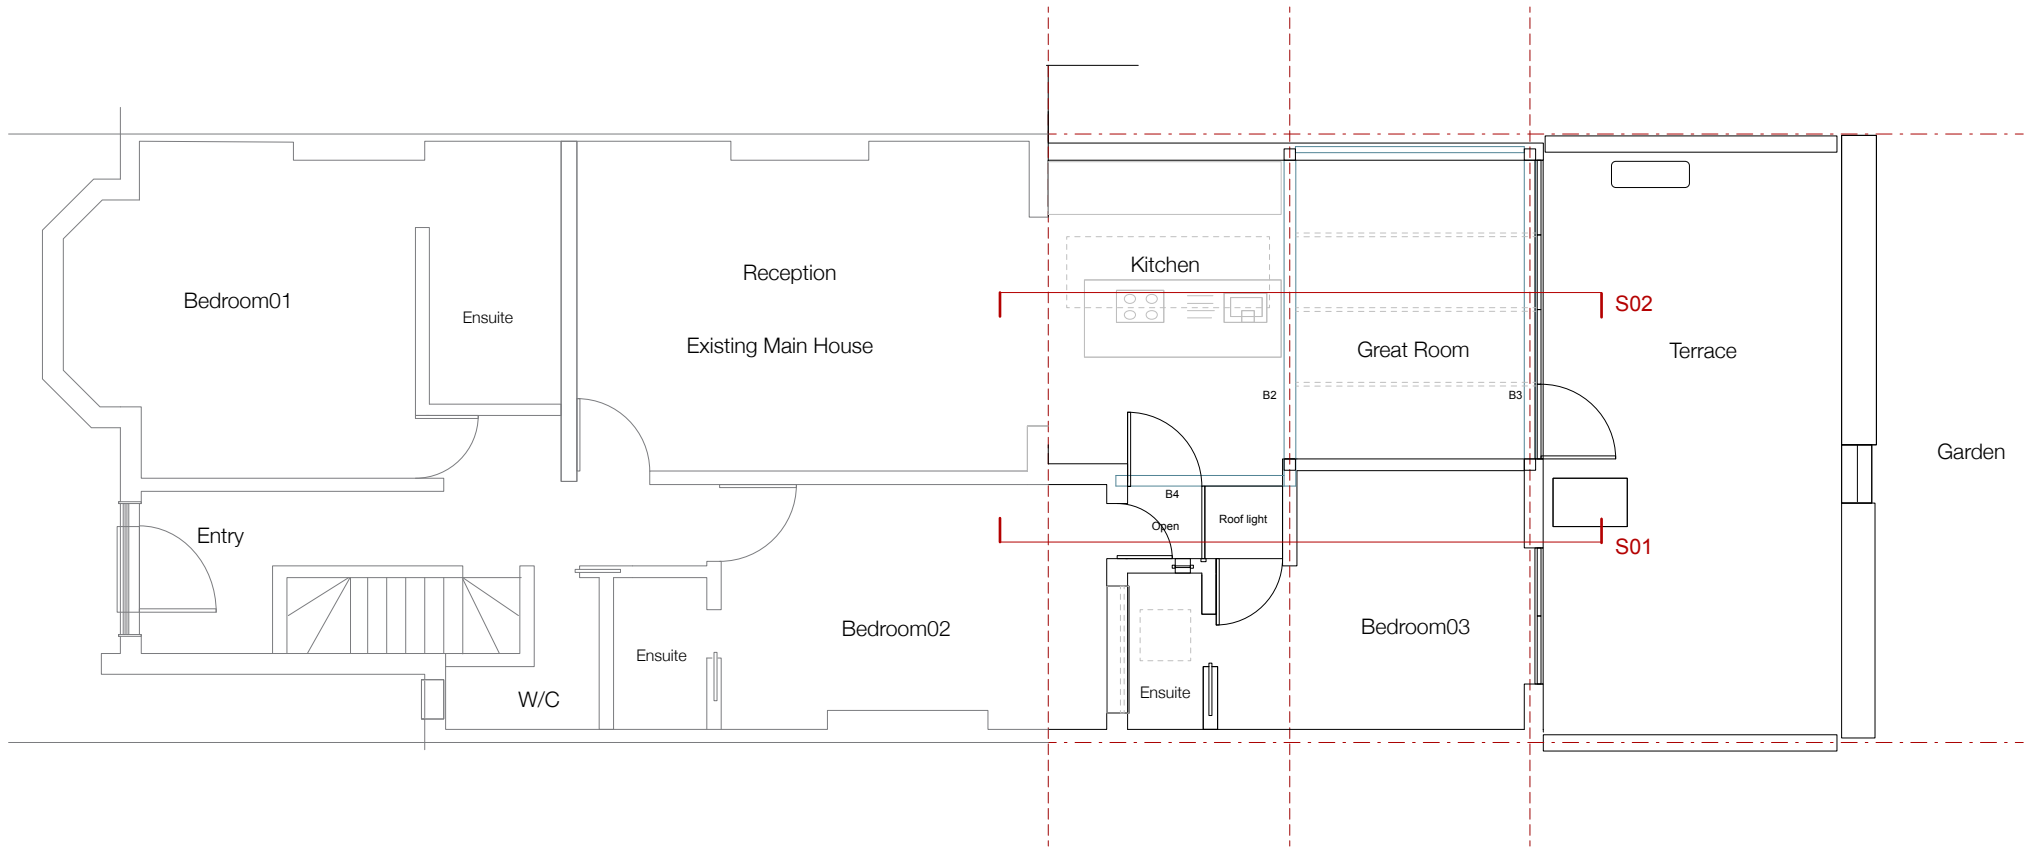 Kitchen
Reception
Bedroom01
S02
Ensuite
Existing Main House
Great Room
Terrace
B2
B3
Garden
B4
Roof light
Open
Entry
S01
Bedroom02
Bedroom03
Ensuite
Ensuite
W/C